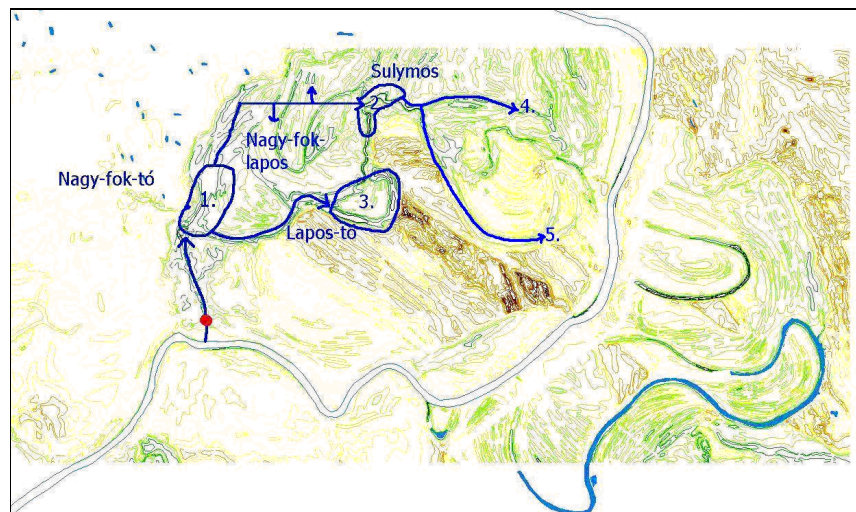 Sulymos
2.
4.
Nagy-fok-
lapos
Nagy-fok-tó
1.
3.
Lapos-tó
5.